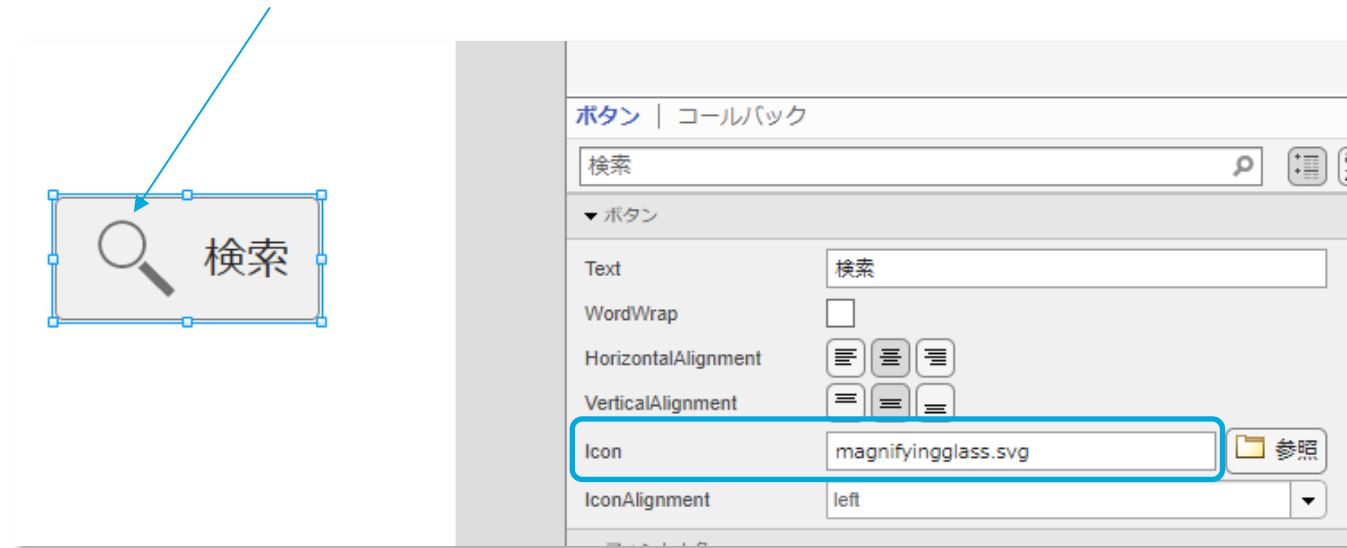 ボタン | コールバック
検索
ボタン
検索
Text 検索
WordWrap
HorizontalAlignment
VerticalAlignment
Icon magnifyingglass.svg 参照
IconAlignment left